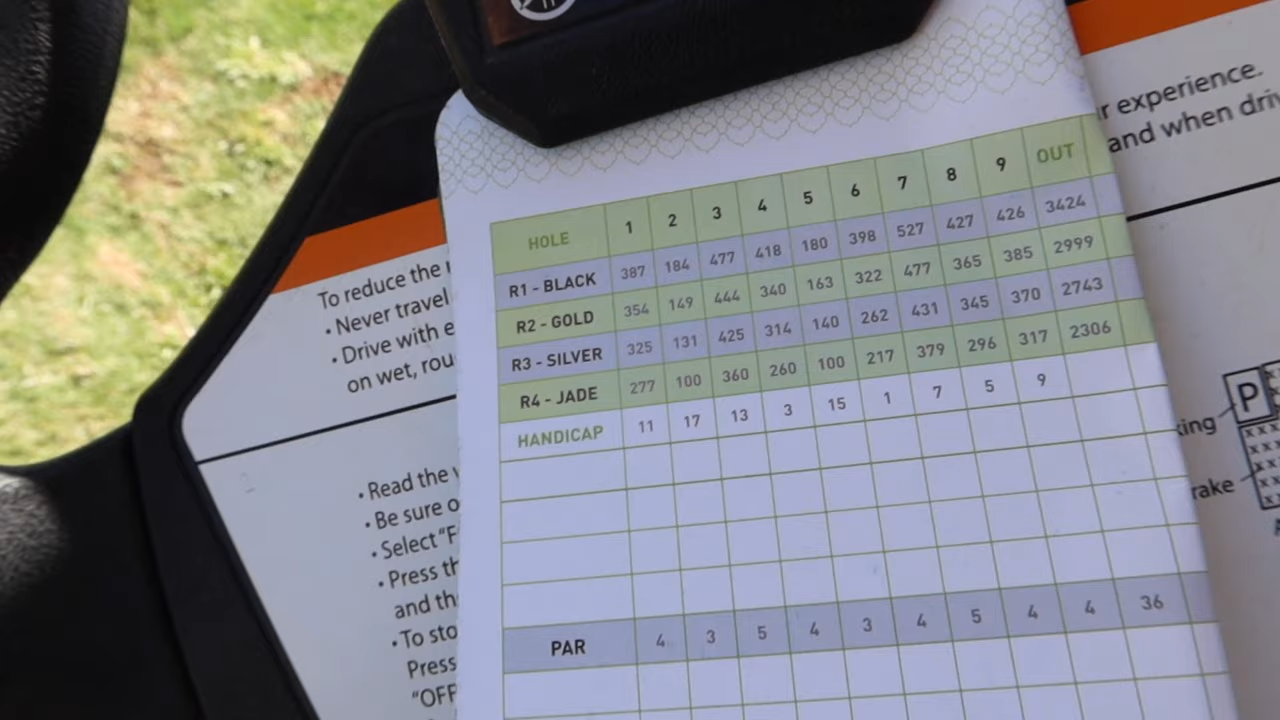 r experience.
and when driv
HOLE 1 2 3 4 5 6 7 8 9 OUT
R1 - BLACK 387 184 477 418 180 398 527 427 426 3424
R2 - GOLD 354 149 444 340 163 322 477 365 385 2999
R3 - SILVER 325 131 425 314 140 262 431 345 370 2743
R4 - JADE 277 100 360 260 100 217 379 296 317 2306
HANDICAP 11 17 13 3 15 1 7 5 9
PAR 4 3 5 4 3 4 5 4 4 36
To reduce the
• Never travel
• Drive with e
on wet, rou
• Read the
• Be sure o
• Select "F
• Press th
and the
• To sto
Press
"OFF
P
king
rake